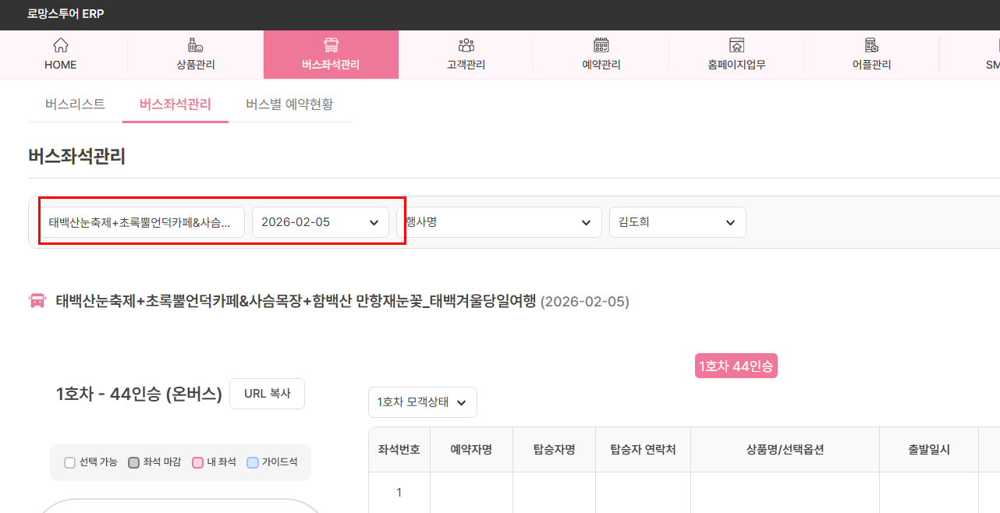 로망스투어 ERP
HOME
상품관리
버스좌석관리
고객관리
예약관리
홈페이지업무
어플관리
SM
버스리스트 버스좌석관리 버스별 예약현황
버스좌석관리
태백산눈축제+초록뿔언덕카페&사슴... 2026-02-05 행사명 김도희
태백산눈축제+초록뿔언덕카페&사슴목장+함백산 만항재눈꽃_태백겨울당일여행 (2026-02-05)
1호차 44인승
1호차 - 44인승 (온버스) URL 복사
1호차 모객상태
좌석번호 예약자명 탑승자명 탑승자 연락처 상품명/선택옵션 출발일시
선택 가능 좌석 마감 내 좌석 가이드석
1